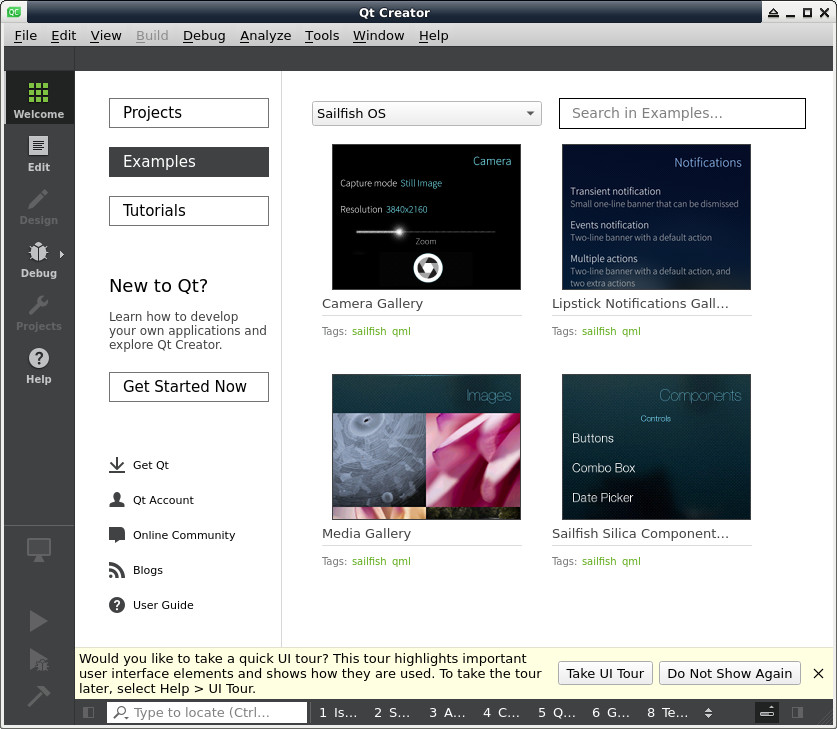 QC
Qt Creator
File Edit View Build Debug Analyze Tools Window Help
Welcome
Edit
Design
Debug
Projects
Help
Projects
Examples
Tutorials
New to Qt?
Learn how to develop
your own applications and
explore Qt Creator.
Get Started Now
Get Qt
Qt Account
Online Community
Blogs
User Guide
Sailfish OS
Search in Examples...
Camera
Capture mode Still Image
Resolution 3840x2160
Zoom
Camera Gallery
Tags: sailfish qml
Notifications
Transient notification
Small one-line banner that can be dismissed
Events notification
Two-line banner with a default action
Multiple actions
Two-line banner with a default action, and
two extra actions
Lipstick Notifications Gall...
Tags: sailfish qml
Images
Media Gallery
Tags: sailfish qml
Components
Controls
Buttons
Combo Box
Date Picker
Sailfish Silica Component...
Tags: sailfish qml
Would you like to take a quick UI tour? This tour highlights important
user interface elements and shows how they are used. To take the tour
later, select Help > UI Tour.
Take UI Tour
Do Not Show Again
Type to locate (Ctrl... 1 Is... 2 S... 3 A... 4 C... 5 Q... 6 G... 8 Te...